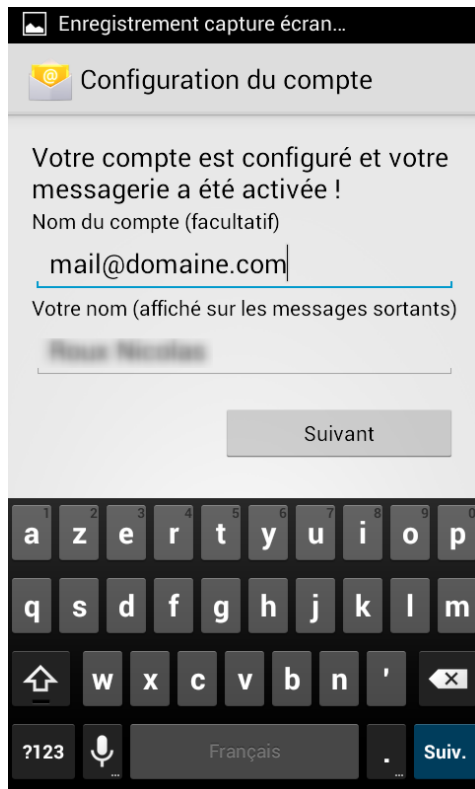 Enregistrement capture écran...
Configuration du compte
Votre compte est configuré et votre
messagerie a été activée !
Nom du compte (facultatif)
mail@domaine.com
Votre nom (affiché sur les messages sortants)
Suivant
1 2 3 4 5 6 7 8 9 0
a z e r t y u i o p
q s d f g h j k l m
w x c v b n '
?123 ... Français . ... Suiv.